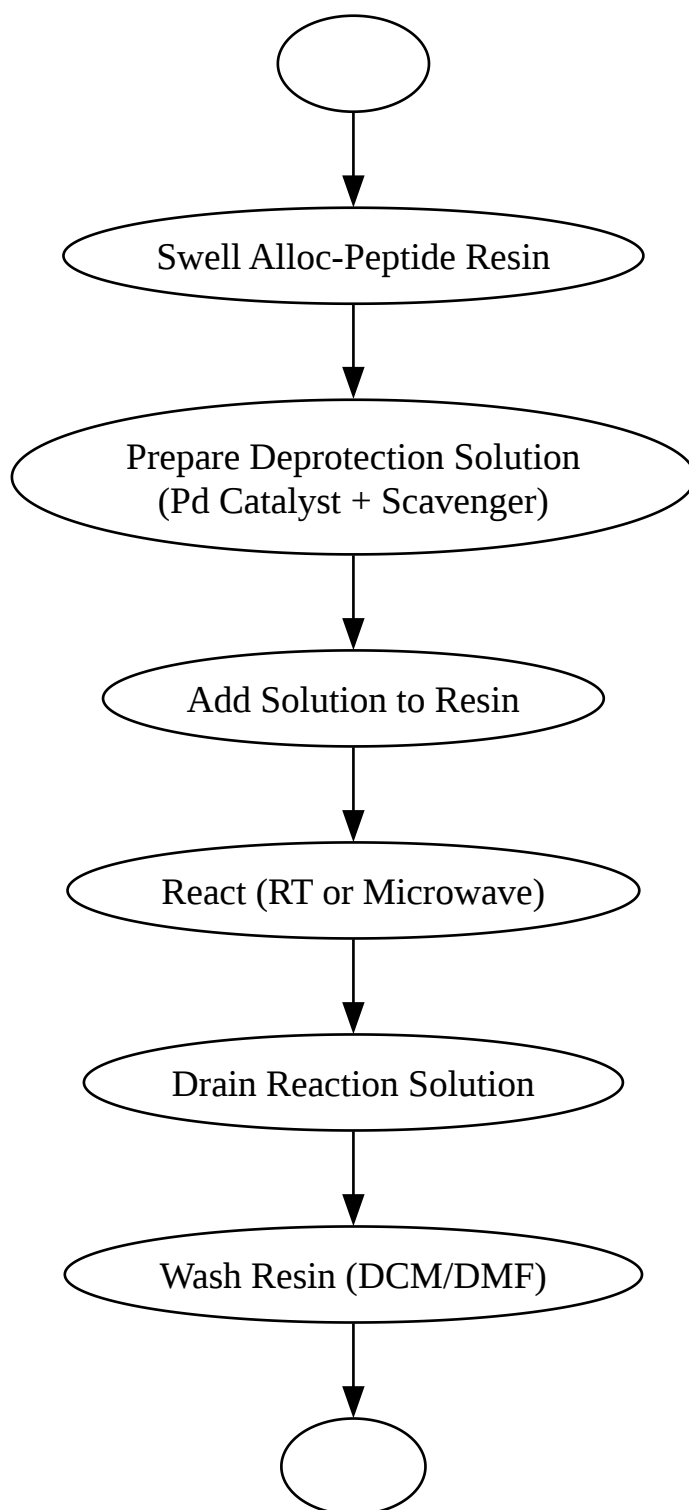 Swell Alloc-Peptide Resin
Prepare Deprotection Solution
(Pd Catalyst + Scavenger)
Add Solution to Resin
React (RT or Microwave)
Drain Reaction Solution
Wash Resin (DCM/DMF)